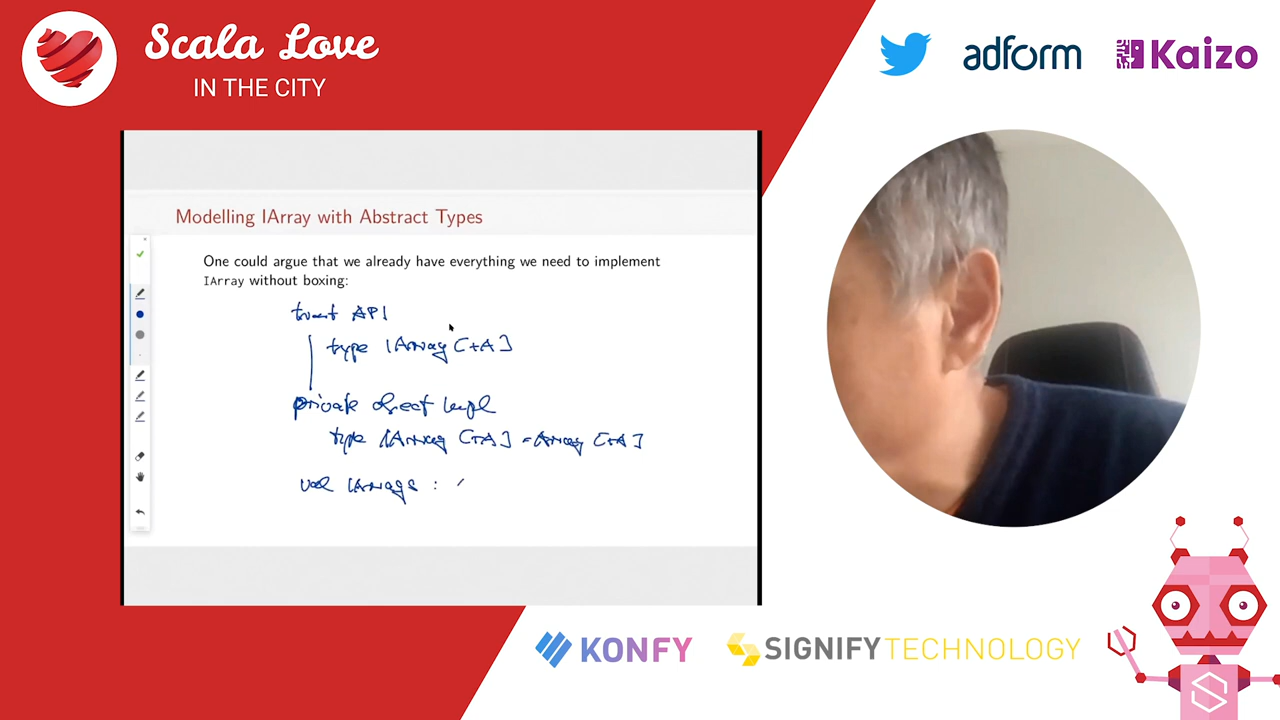 Scala Love
IN THE CITY
adform
Kaizo
Modelling IArray with Abstract Types
One could argue that we already have everything we need to implement
IArray without boxing:
trait API
type IArray [+A]
private object Impl
type IArray [+A] = Array [+A]
val IArrays :
KONFY
SIGNIFY TECHNOLOGY